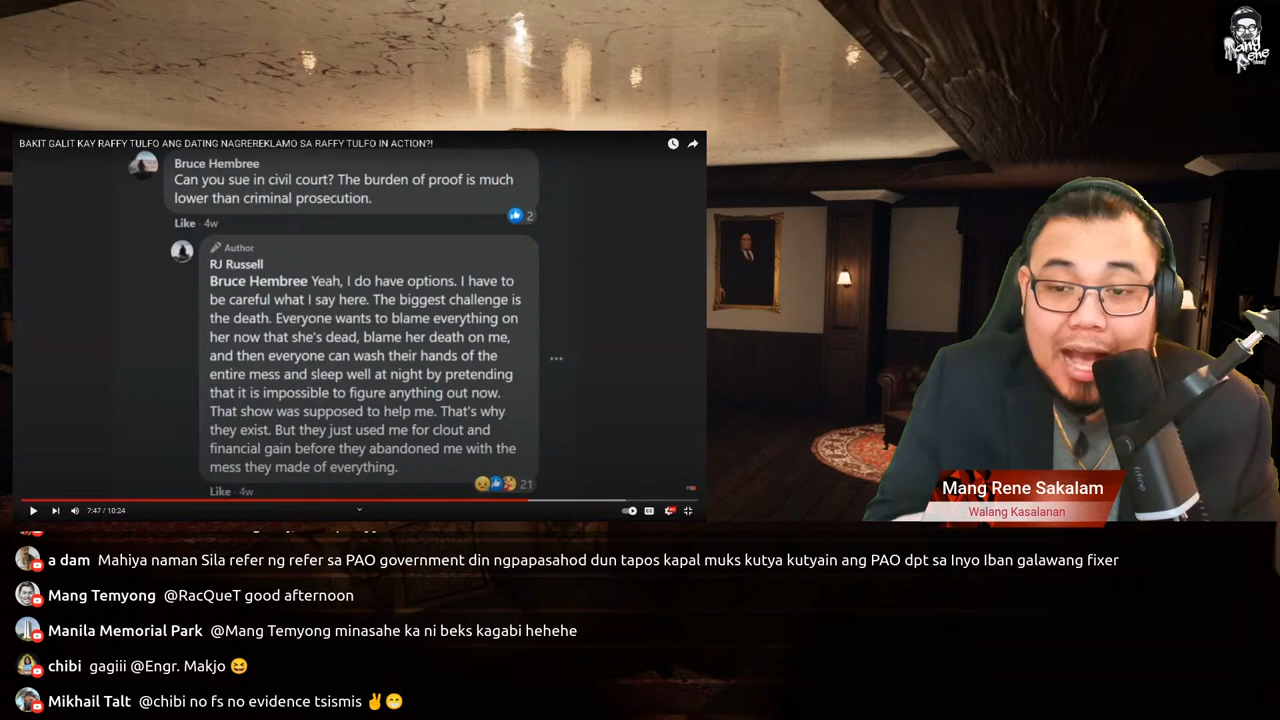 Mang
Rene
BAKIT GALIT KAY RAFFY TULFO ANG DATING NAGREREKLAMO SA RAFFY TULFO IN ACTION?!
Bruce Hembree
Can you sue in civil court? The burden of proof is much
lower than criminal prosecution.
2
Like · 4w
Author
RJ Russell
Bruce Hembree Yeah, I do have options. I have to
be careful what I say here. The biggest challenge is
the death. Everyone wants to blame everything on
her now that she's dead, blame her death on me,
and then everyone can wash their hands of the
entire mess and sleep well at night by pretending
that it is impossible to figure anything out now.
That show was supposed to help me. That's why
they exist. But they just used me for clout and
financial gain before they abandoned me with the
mess they made of everything.
21
Like · 4w
7:47 / 10:24
fifine
Mang Rene Sakalam
Walang Kasalanan
a dam Mahiya naman Sila refer ng refer sa PAO government din ngpapasahod dun tapos kapal muks kutya kutyain ang PAO dpt sa Inyo Iban galawang fixer
Mang Temyong @RacQueT good afternoon
Manila Memorial Park @Mang Temyong minasahe ka ni beks kagabi hehehe
chibi gagiii @Engr. Makjo 😆
Mikhail Talt @chibi no fs no evidence tsismis ✌️😁